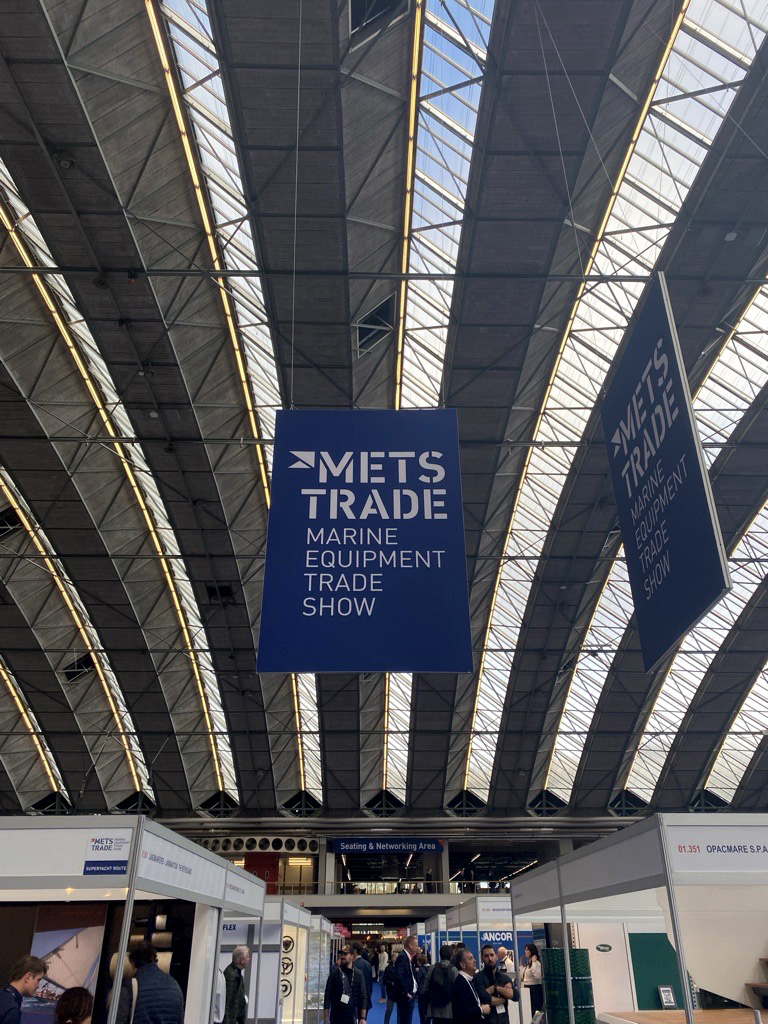 METS
TRADE
MARINE
EQUIPMENT
TRADE
SHOW
METS
TRADE
MARINE
EQUIPMENT
TRADE
SHOW
Seating & Networking Area
METS
TRADE
SUPERYACHT ROUTE
01.351 OPACMARE S.P.A
FLEX
ANCOR